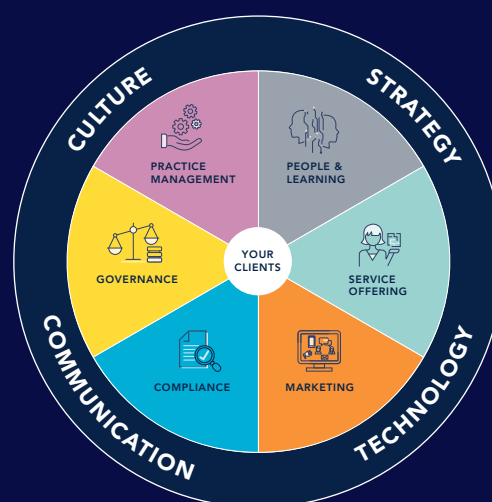 CULTURE
STRATEGY
PRACTICE
MANAGEMENT
PEOPLE &
LEARNING
GOVERNANCE
YOUR
CLIENTS
SERVICE
OFFERING
COMPLIANCE
MARKETING
COMMUNICATION
TECHNOLOGY